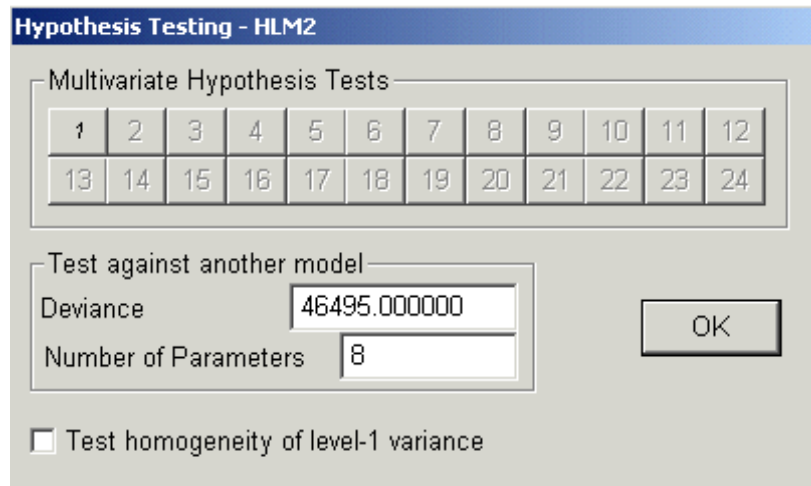 Hypothesis Testing - HLM2
Multivariate Hypothesis Tests
1 2 3 4 5 6 7 8 9 10 11 12
13 14 15 16 17 18 19 20 21 22 23 24
Test against another model
Deviance 46495.000000
Number of Parameters 8
OK
Test homogeneity of level-1 variance